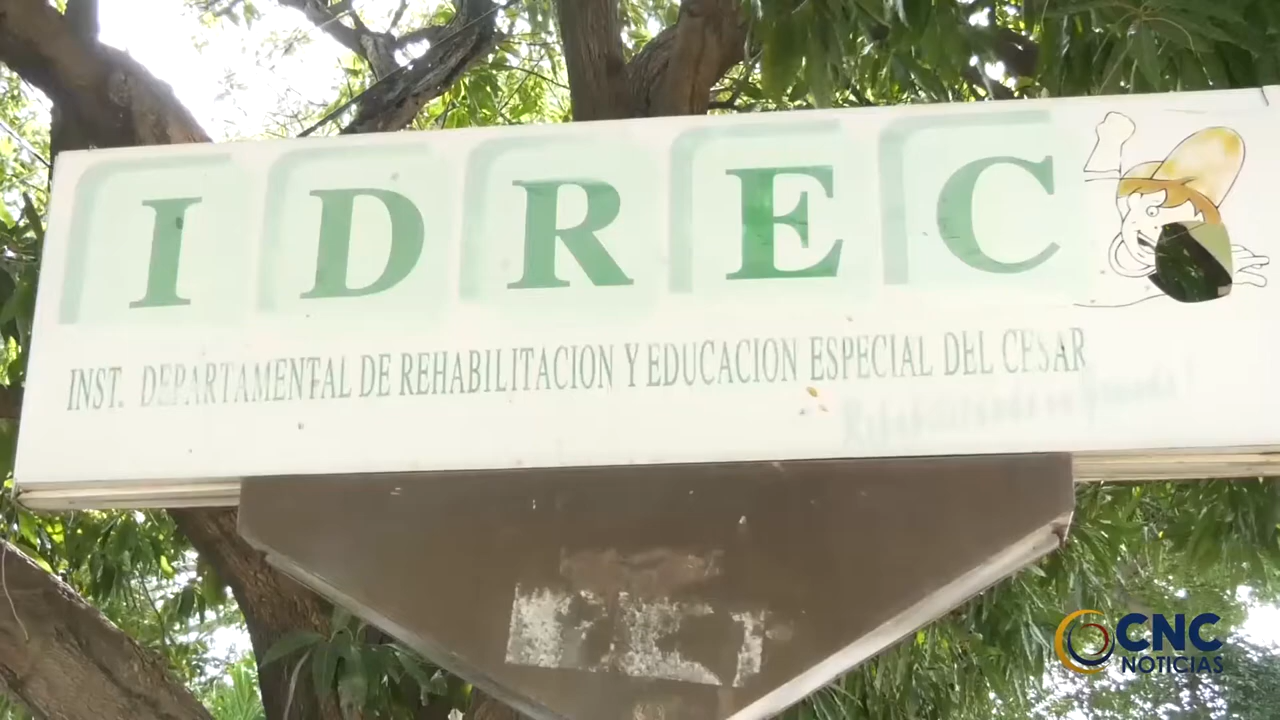 IDREC
INST. DEPARTAMENTAL DE REHABILITACION Y EDUCACION ESPECIAL DEL CESAR
CNC
NOTICIAS